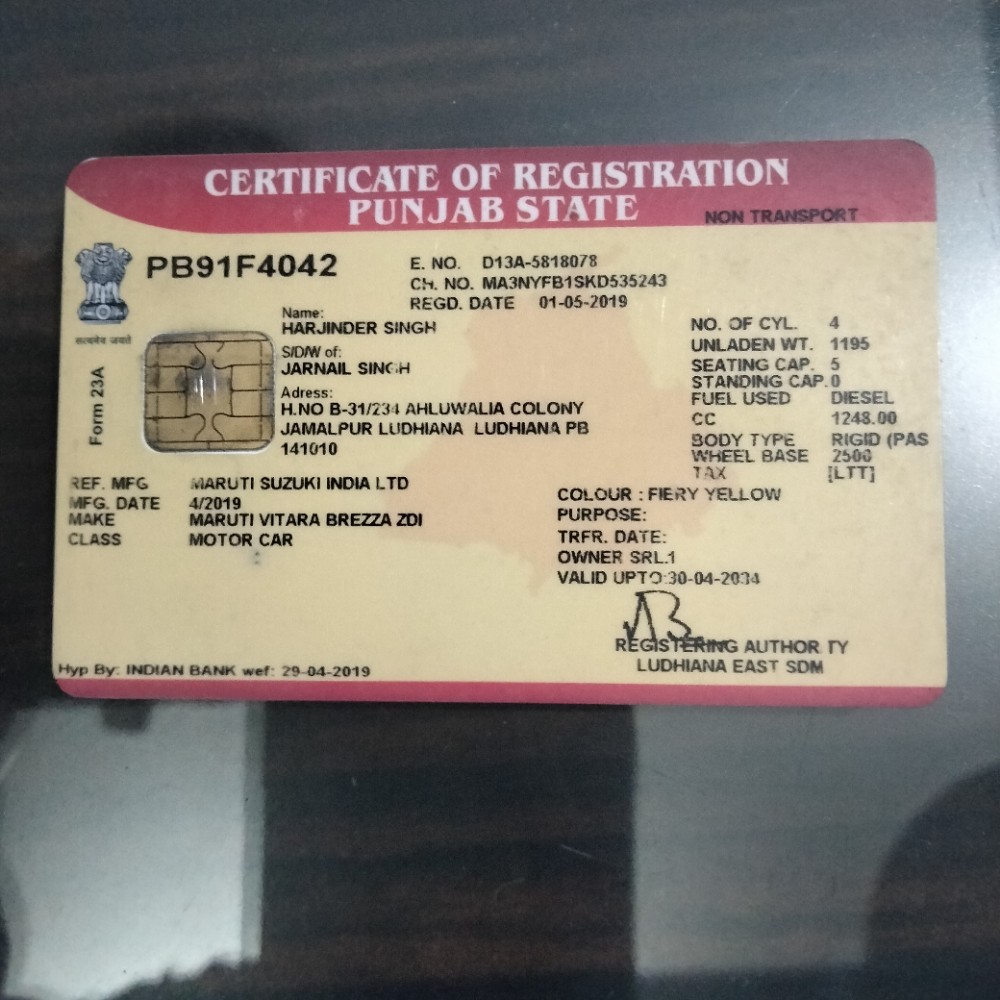 CERTIFICATE OF REGISTRATION
PUNJAB STATE
NON TRANSPORT
PB91F4042
E. NO. D13A-5818078
CH. NO. MA3NYFB1SKD535243
REGD. DATE 01-05-2019
सत्यमेव जयते
Form 23A
Name:
HARJINDER SINGH
S/D/W of:
JARNAIL SINGH
Adress:
H.NO B-31/234 AHLUWALIA COLONY
JAMALPUR LUDHIANA LUDHIANA PB
141010
NO. OF CYL. 4
UNLADEN WT. 1195
SEATING CAP. 5
STANDING CAP. 0
FUEL USED DIESEL
CC 1248.00
BODY TYPE RIGID (PAS
WHEEL BASE 2500
TAX [LTT]
REF. MFG MARUTI SUZUKI INDIA LTD
MFG. DATE 4/2019
MAKE MARUTI VITARA BREZZA ZDI
CLASS MOTOR CAR
COLOUR : FIERY YELLOW
PURPOSE:
TRFR. DATE:
OWNER SRL.1
VALID UPTO:30-04-2034
REGISTERING AUTHORITY
LUDHIANA EAST SDM
Hyp By: INDIAN BANK wef: 29-04-2019